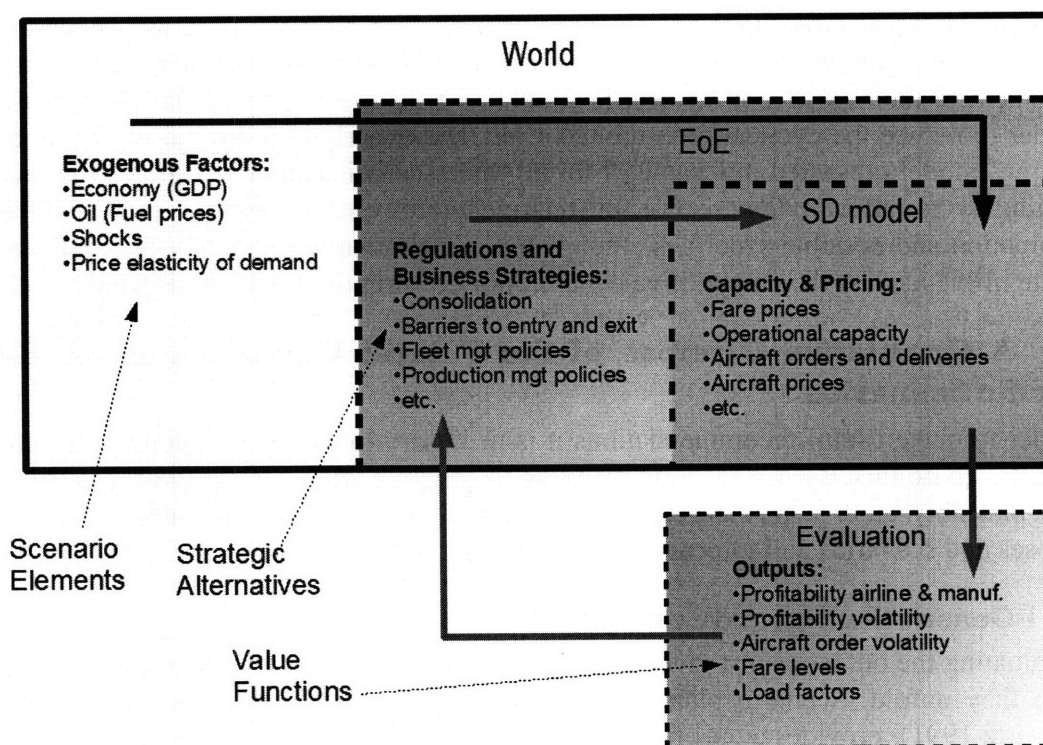 World
EoE
Exogenous Factors:
•Economy (GDP)
•Oil (Fuel prices)
•Shocks
•Price elasticity of demand
SD model
Regulations and
Business Strategies:
•Consolidation
•Barriers to entry and exit
•Fleet mgt policies
•Production mgt policies
•etc.
Capacity & Pricing:
•Fare prices
•Operational capacity
•Aircraft orders and deliveries
•Aircraft prices
•etc.
Scenario
Elements
Strategic
Alternatives
Evaluation
Outputs:
•Profitability airline & manuf.
•Profitability volatility
•Aircraft order volatility
•Fare levels
•Load factors
Value
Functions